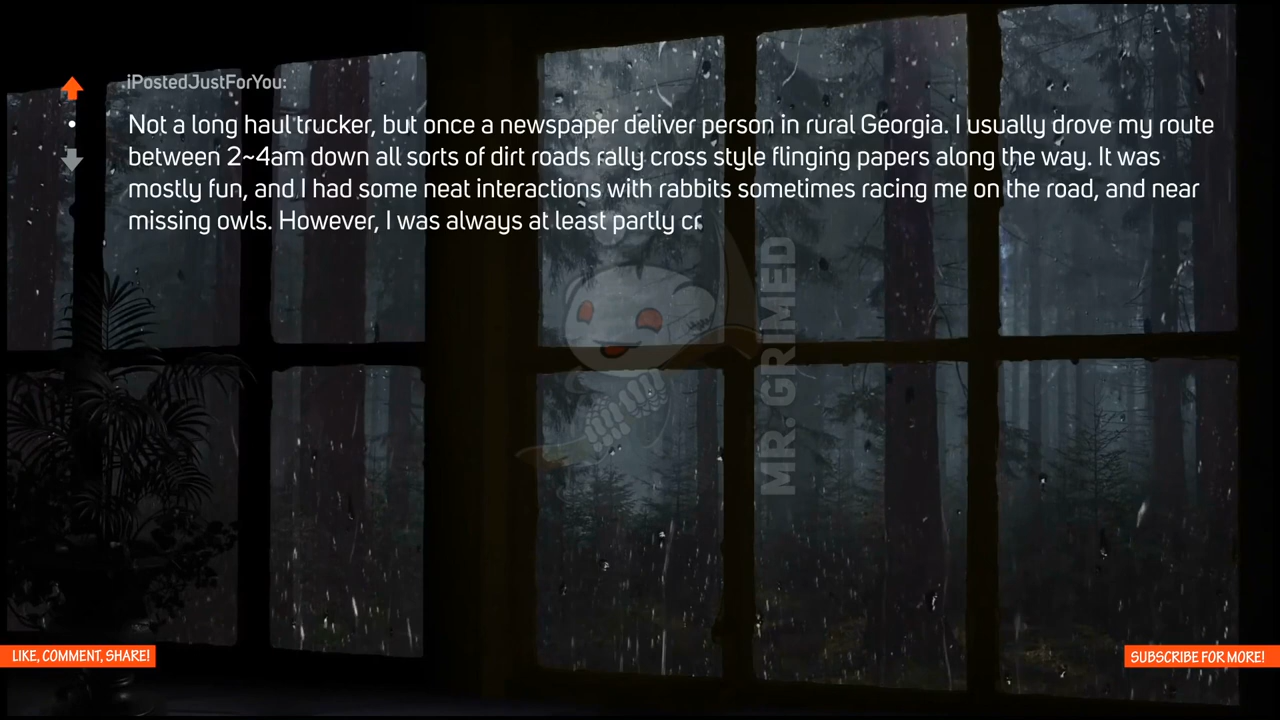 iPostedJustForYou:
Not a long haul trucker, but once a newspaper deliver person in rural Georgia. I usually drove my route
between 2~4am down all sorts of dirt roads rally cross style flinging papers along the way. It was
mostly fun, and I had some neat interactions with rabbits sometimes racing me on the road, and near
missing owls. However, I was always at least partly cr
MR. GRIMED
LIKE, COMMENT, SHARE!
SUBSCRIBE FOR MORE!